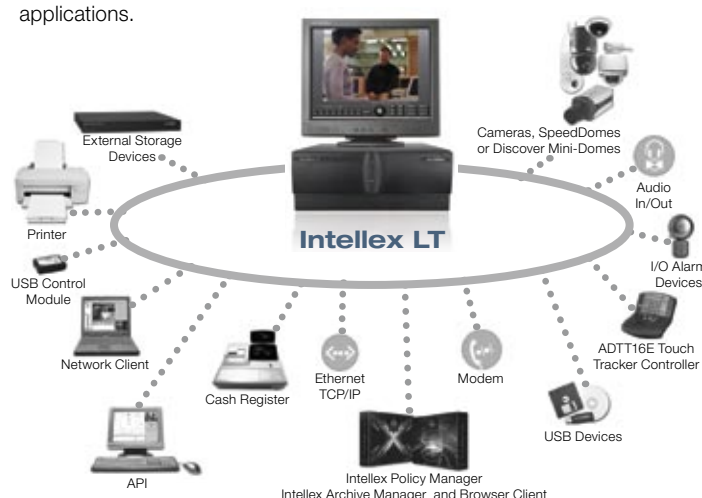 applications.
External Storage
Devices
Cameras, SpeedDomes
or Discover Mini-Domes
Audio
In/Out
Printer
Intellex LT
I/O Alarm
Devices
USB Control
Module
Network Client
Cash Register
Ethernet
TCP/IP
Modem
ADTT16E Touch
Tracker Controller
USB Devices
API
Intellex Policy Manager
Intellex Archive Manager, and Browser Client